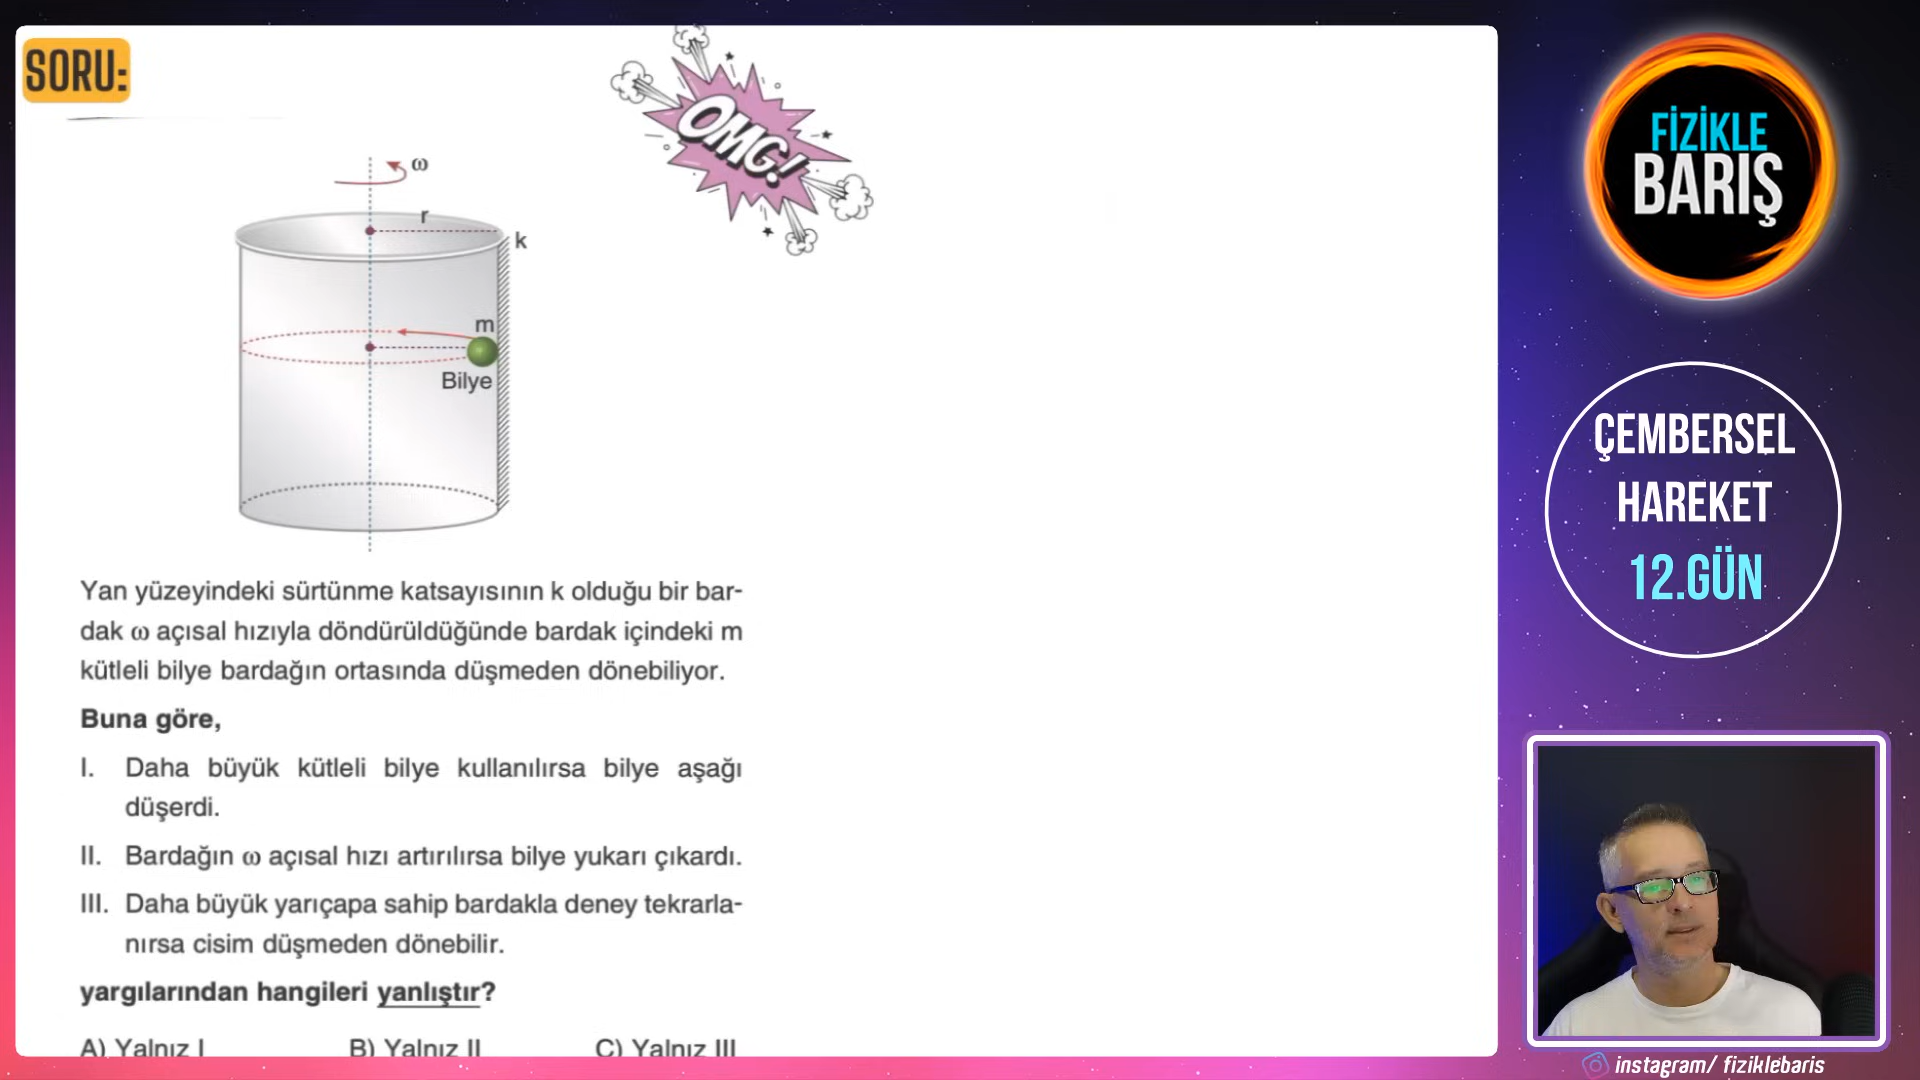 SORU:
OMG!
ω
r
k
m
Bilye
Yan yüzeyindeki sürtünme katsayısının k olduğu bir bar-
dak ω açısal hızıyla döndürüldüğünde bardak içindeki m
kütleli bilye bardağın ortasında düşmeden dönebiliyor.
Buna göre,
I. Daha büyük kütleli bilye kullanılırsa bilye aşağı
düşerdi.
II. Bardağın ω açısal hızı artırılırsa bilye yukarı çıkardı.
III. Daha büyük yarıçapa sahip bardakla deney tekrarla-
nırsa cisim düşmeden dönebilir.
yargılarından hangileri yanlıştır?
A) Yalnız I B) Yalnız II C) Yalnız III
FİZİKLE
BARIŞ
ÇEMBERSEL
HAREKET
12.GÜN
instagram/ fiziklebaris